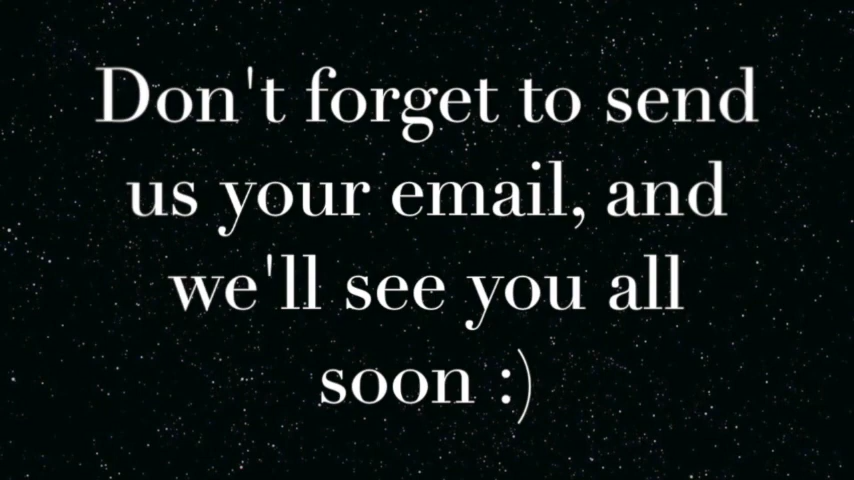 Don't forget to send
us your email, and
we'll see you all
soon :)